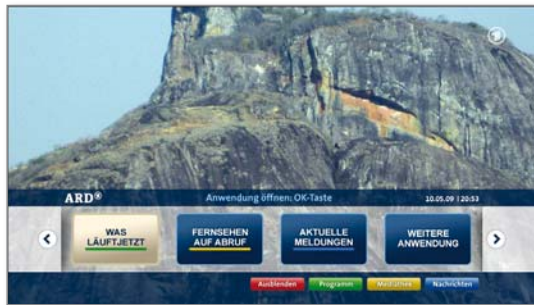 ARD
Anwendung öffnen: OK-Taste
10.05.09 | 20:53
WAS
LÄUFTJETZT
FERNSEHEN
AUF ABRUF
AKTUELLE
MELDUNGEN
WEITERE
ANWENDUNG
Ausblenden
Programm
Mediathek
Nachrichten